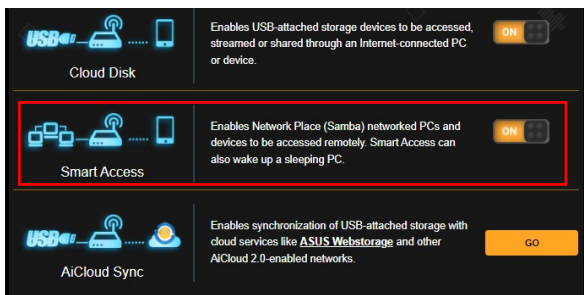 Enables USB-attached storage devices to be accessed,
streamed or shared through an Internet-connected PC
or device.
ON
USB
Cloud Disk
Enables Network Place (Samba) networked PCs and
devices to be accessed remotely. Smart Access can
also wake up a sleeping PC.
ON
Smart Access
Enables synchronization of USB-attached storage with
cloud services like ASUS Webstorage and other
AiCloud 2.0-enabled networks.
GO
USB
AiCloud Sync